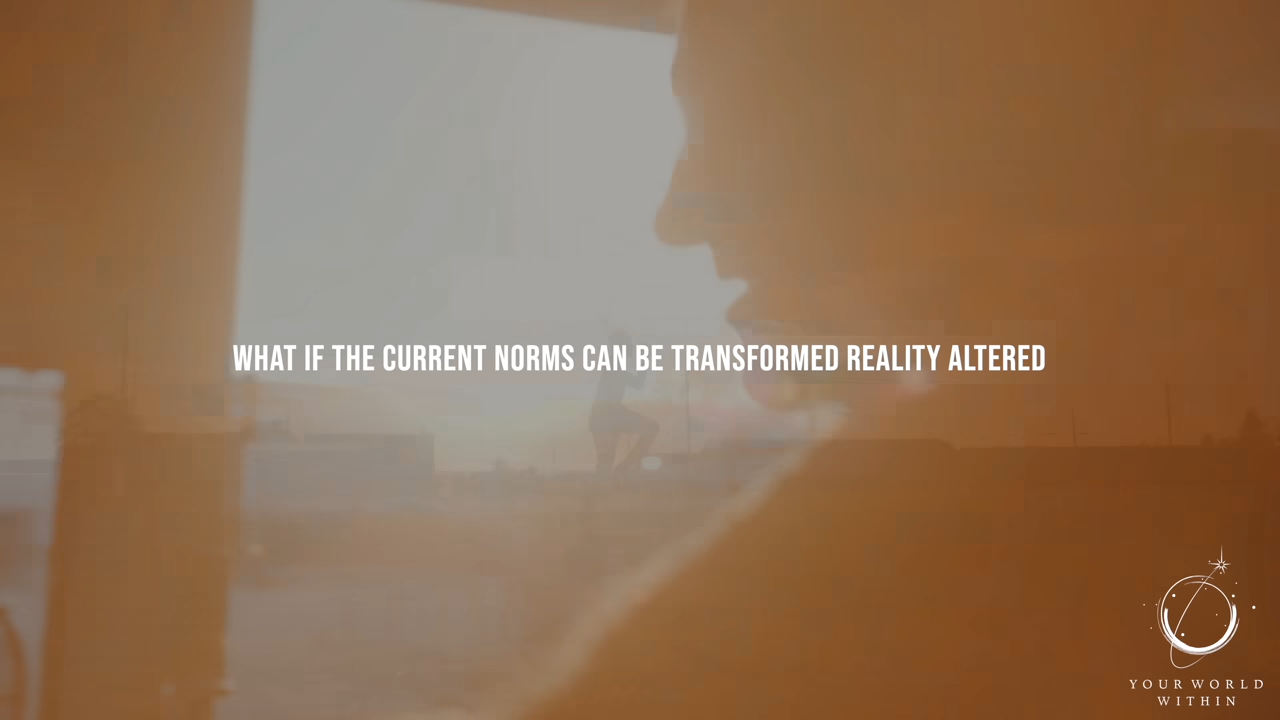 WHAT IF THE CURRENT NORMS CAN BE TRANSFORMED REALITY ALTERED
YOUR WORLD
WITHIN